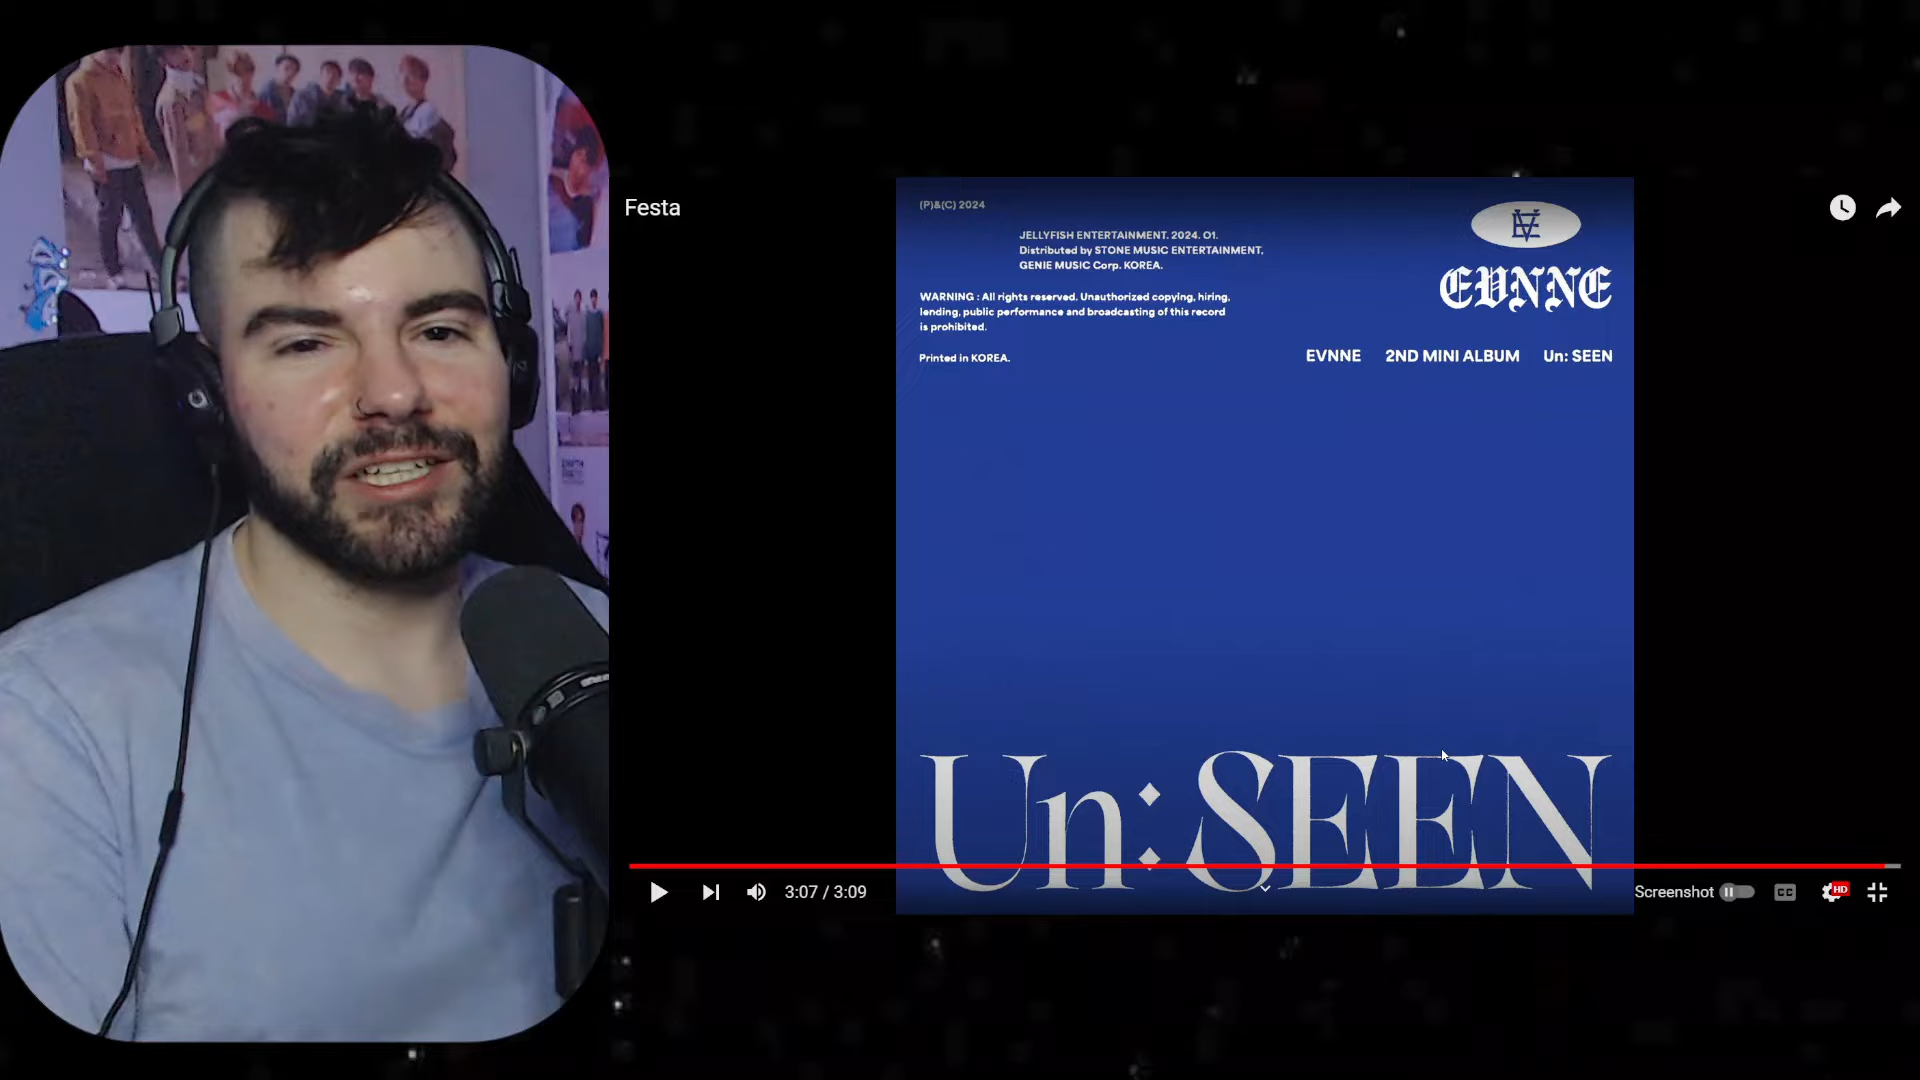 Festa
(P)&(C) 2024
JELLYFISH ENTERTAINMENT. 2024. 01.
Distributed by STONE MUSIC ENTERTAINMENT,
GENIE MUSIC Corp. KOREA.
WARNING : All rights reserved. Unauthorized copying, hiring,
lending, public performance and broadcasting of this record
is prohibited.
Printed in KOREA.
EVNNE
EVNNE 2ND MINI ALBUM Un: SEEN
Un:SEEN
3:07 / 3:09
Screenshot
CC
HD